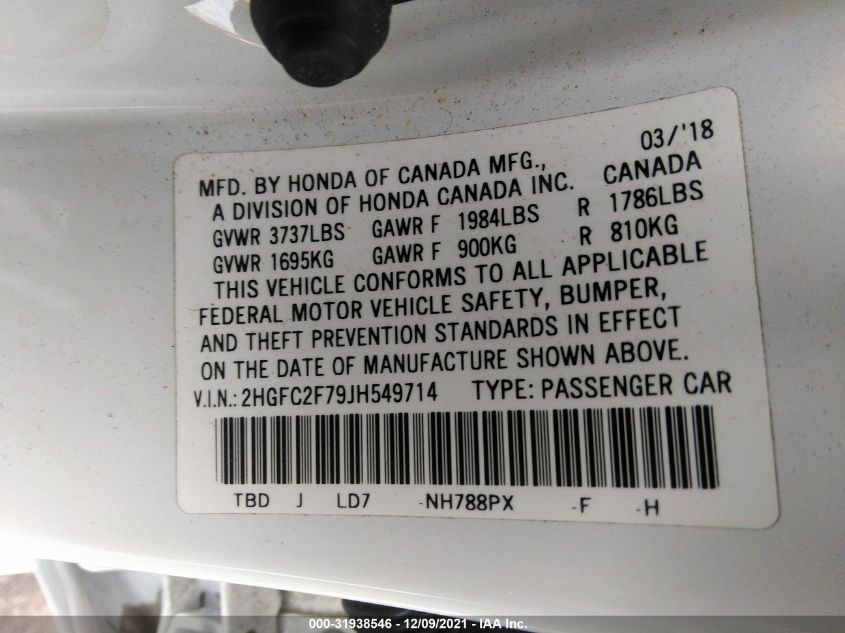 03/'18
MFD. BY HONDA OF CANADA MFG.,
A DIVISION OF HONDA CANADA INC. CANADA
GVWR 3737LBS GAWR F 1984LBS R 1786LBS
GVWR 1695KG GAWR F 900KG R 810KG
THIS VEHICLE CONFORMS TO ALL APPLICABLE
FEDERAL MOTOR VEHICLE SAFETY, BUMPER,
AND THEFT PREVENTION STANDARDS IN EFFECT
ON THE DATE OF MANUFACTURE SHOWN ABOVE.
V.I.N.: 2HGFC2F79JH549714 TYPE: PASSENGER CAR
TBD J LD7 -NH788PX -F -H
000-31938546 - 12/09/2021 - IAA Inc.